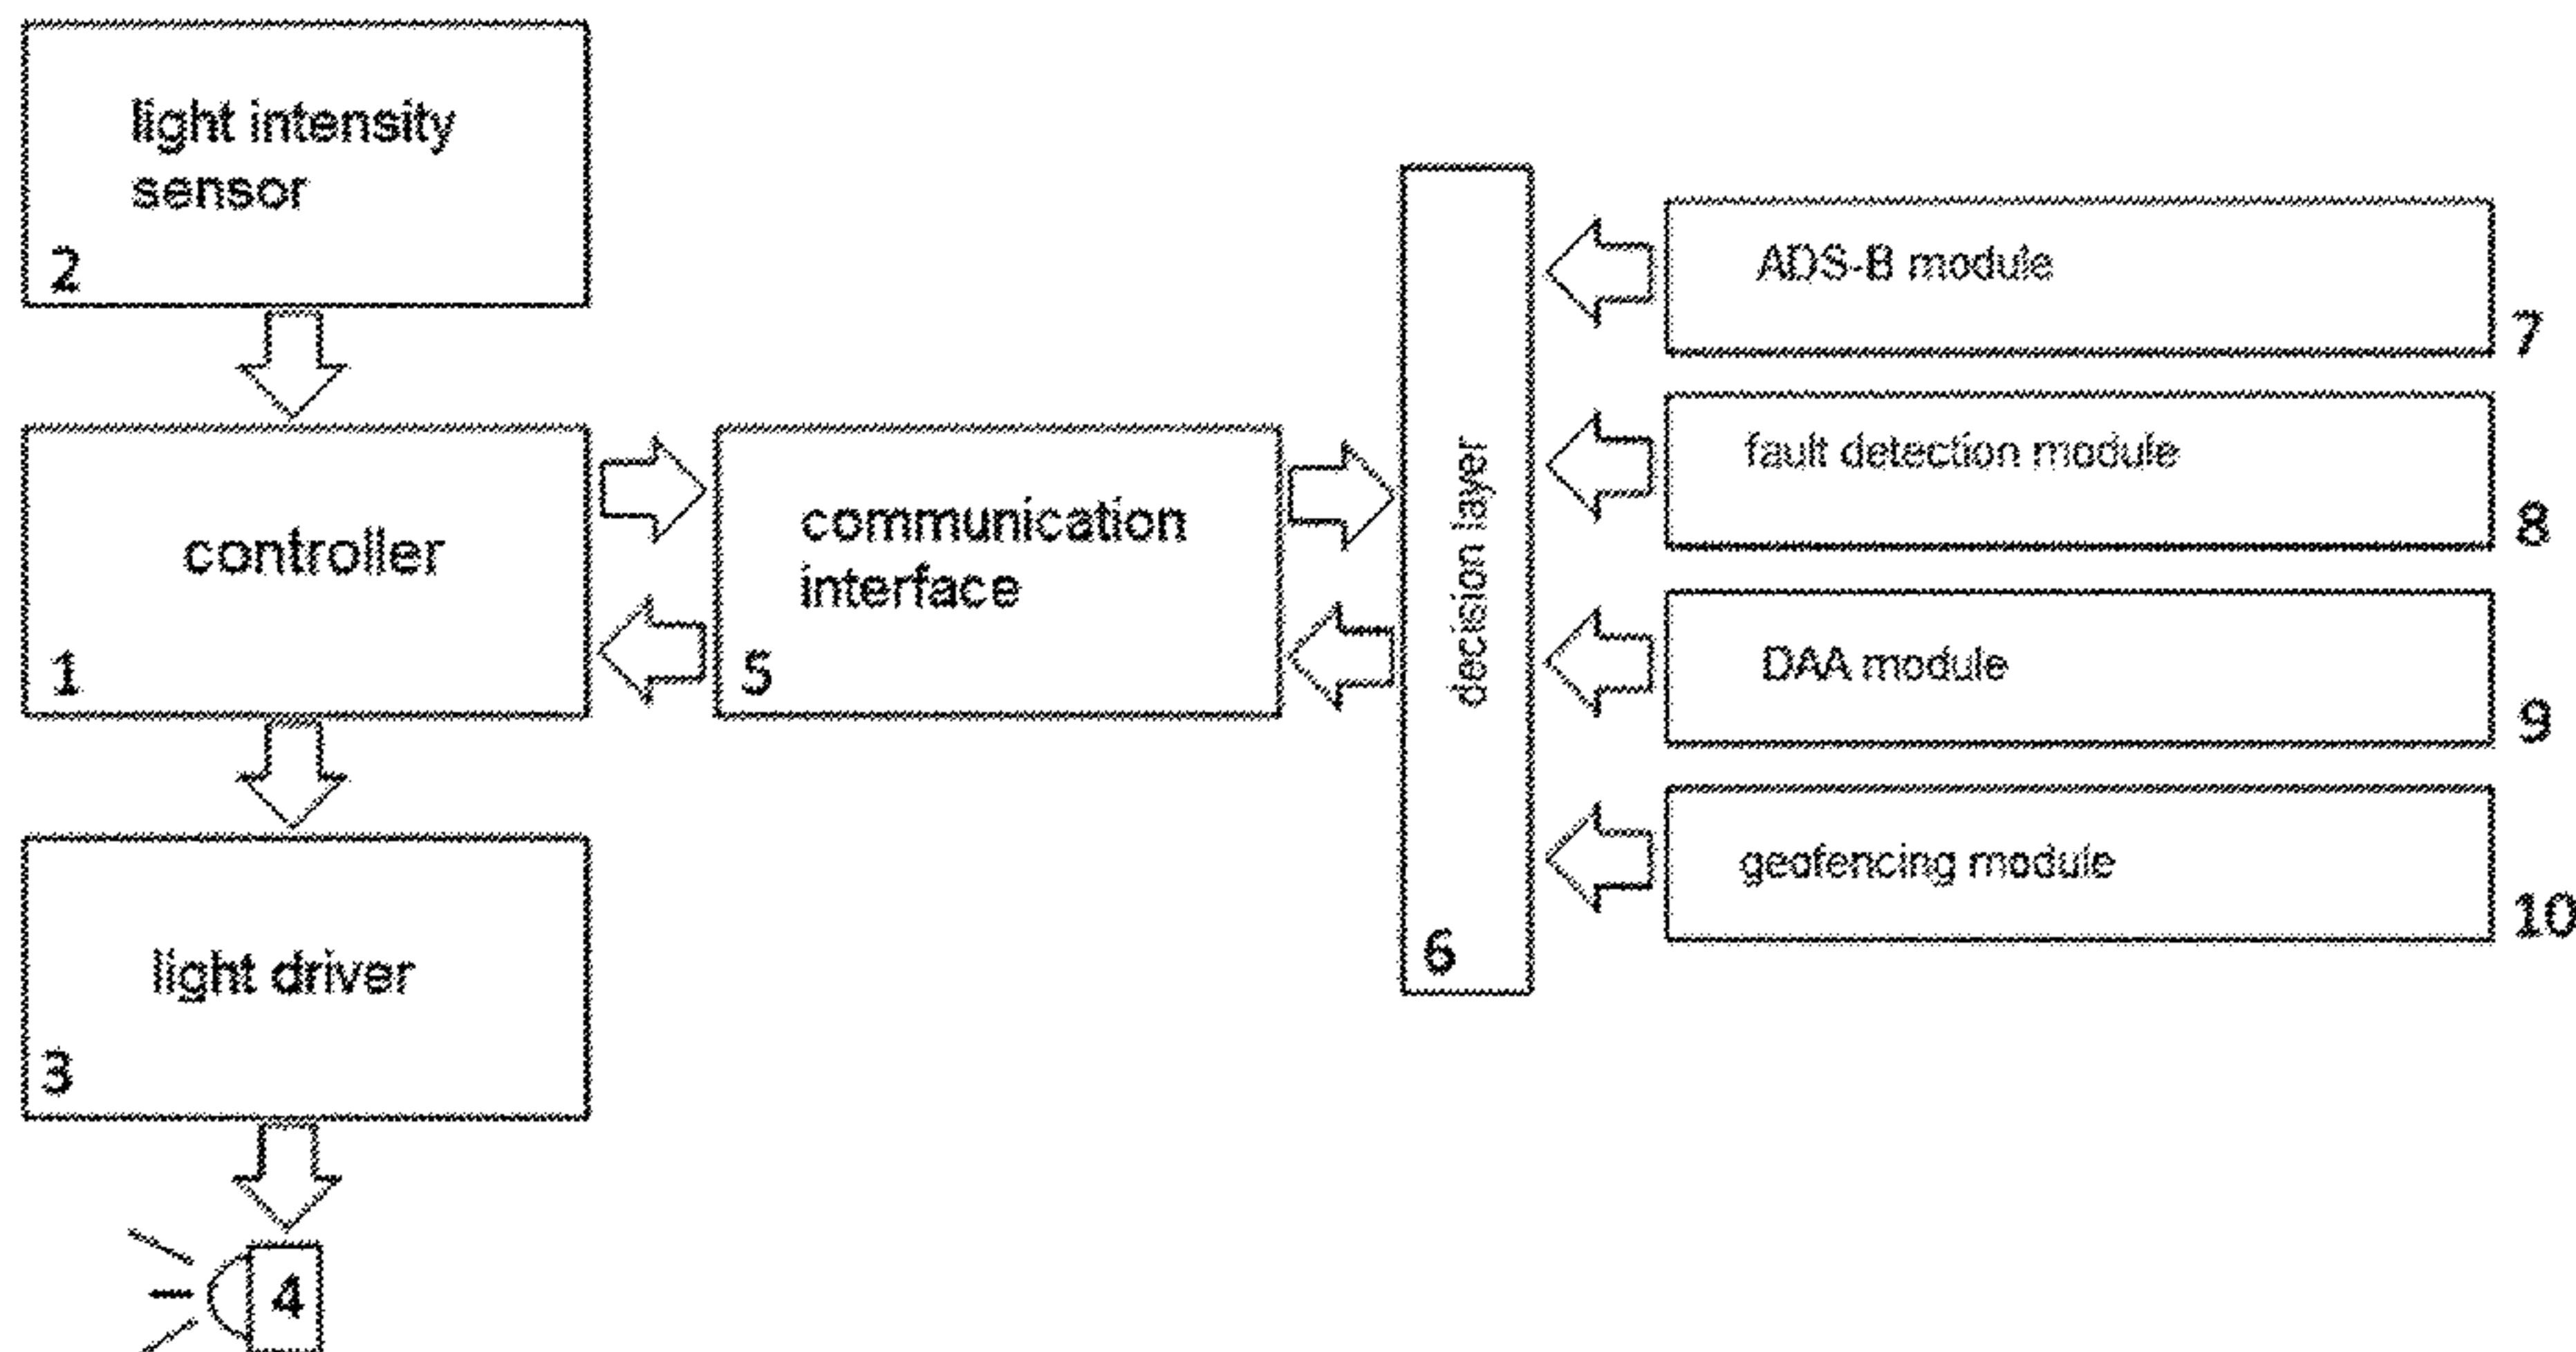 light intensity
sensor
2
controller
1
light driver
3
4
communication
interface
5
decision layer
6
ADS-B module
7
fault detection module
8
DAA module
9
geofencing module
10